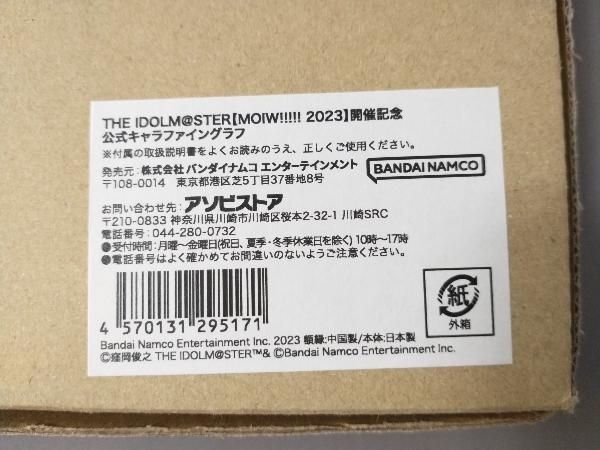 THE IDOLM@STER【MOIW!!!!! 2023】開催記念
公式キャラファイングラフ
※付属の取扱説明書をよくお読みのうえ、正しくご使用ください。
発売元：株式会社 バンダイナムコ エンターテインメント
〒108-0014 東京都港区芝5丁目37番地8号
BANDAI NAMCO
お問い合わせ先：アソビストア
〒210-0833 神奈川県川崎市川崎区桜本2-32-1 川崎SRC
電話番号：044-280-0732
●受付時間：月曜～金曜日(祝日、夏季・冬季休業日を除く) 10時～17時
●電話番号はよく確かめてお間違いのないようご注意ください。
4 570131 295171
紙
外箱
Bandai Namco Entertainment Inc. 2023 額縁：中国製/本体：日本製
©窪岡俊之 THE IDOLM@STER™& ©Bandai Namco Entertainment Inc.